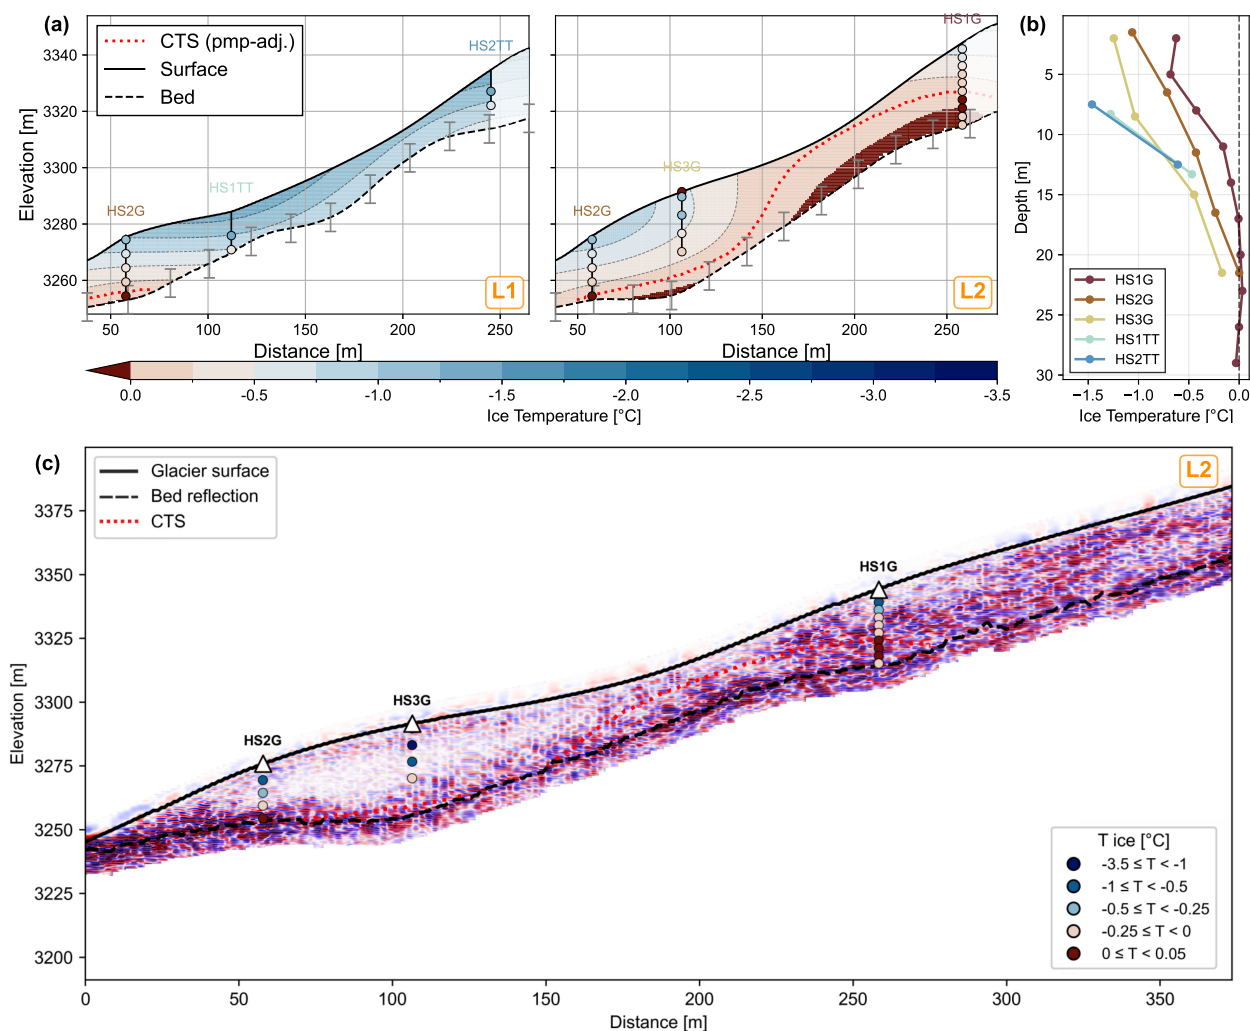 (a)
CTS (pmp-adj.)
Surface
Bed
HS2TT
HS1TT
HS2G
L1
3340
3320
3300
3280
3260
Elevation [m]
50
100
150
200
250
Distance [m]
HS1G
HS3G
HS2G
L2
50
100
150
200
250
Distance [m]
0.0
-0.5
-1.0
-1.5
-2.0
-2.5
-3.0
-3.5
Ice Temperature [°C]
(b)
5
10
15
20
25
30
Depth [m]
HS1G
HS2G
HS3G
HS1TT
HS2TT
−1.5
−1.0
−0.5
0.0
Ice Temperature [°C]
(c)
Glacier surface
Bed reflection
CTS
L2
HS1G
HS3G
HS2G
3375
3350
3325
3300
3275
3250
3225
3200
Elevation [m]
T ice [°C]
-3.5 ≤ T < -1
-1 ≤ T < -0.5
-0.5 ≤ T < -0.25
-0.25 ≤ T < 0
0 ≤ T < 0.05
0
50
100
150
200
250
300
350
Distance [m]